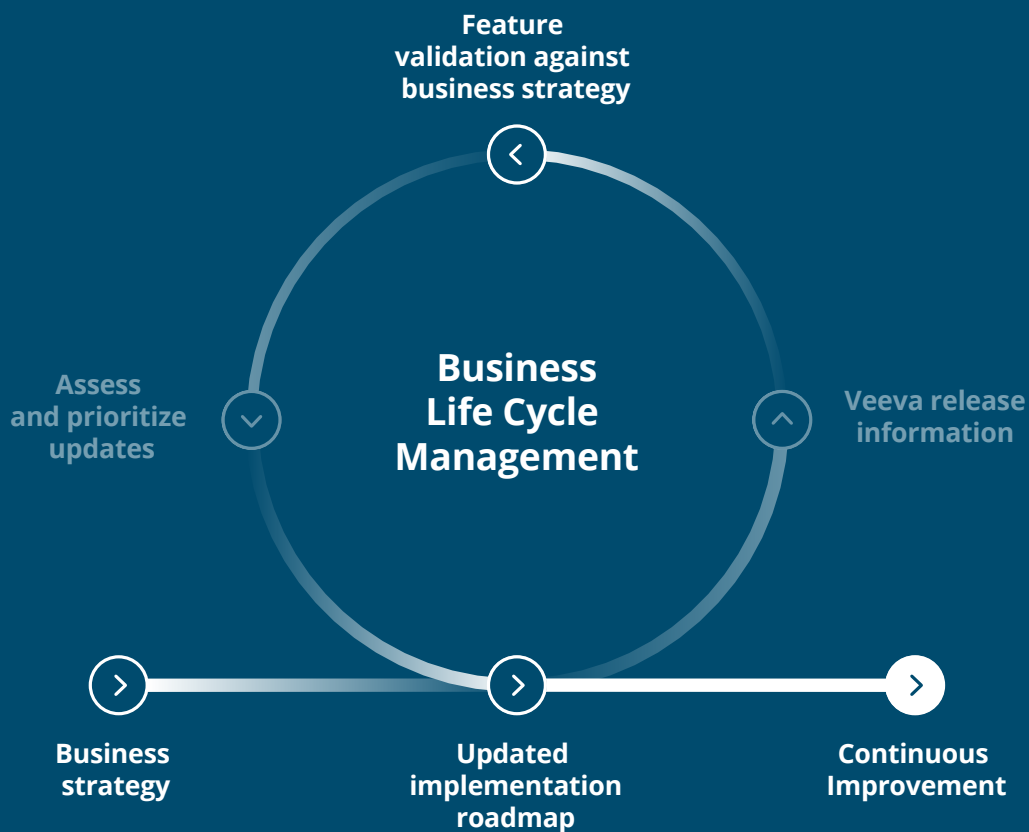 Feature
validation against
business strategy
Assess
and prioritize
updates
Business
Life Cycle
Management
Veeva release
information
Business
strategy
Updated
implementation
roadmap
Continuous
Improvement